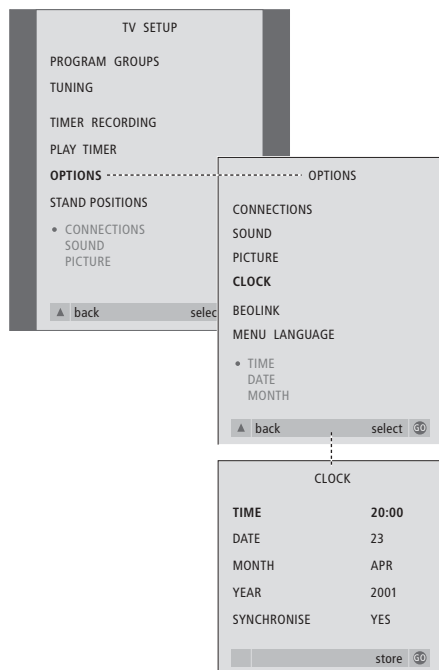 TV SETUP
PROGRAM GROUPS
TUNING
TIMER RECORDING
PLAY TIMER
OPTIONS
STAND POSITIONS
• CONNECTIONS
SOUND
PICTURE
▲ back selec
OPTIONS
CONNECTIONS
SOUND
PICTURE
CLOCK
BEOLINK
MENU LANGUAGE
• TIME
DATE
MONTH
▲ back select GO
CLOCK
TIME 20:00
DATE 23
MONTH APR
YEAR 2001
SYNCHRONISE YES
store GO